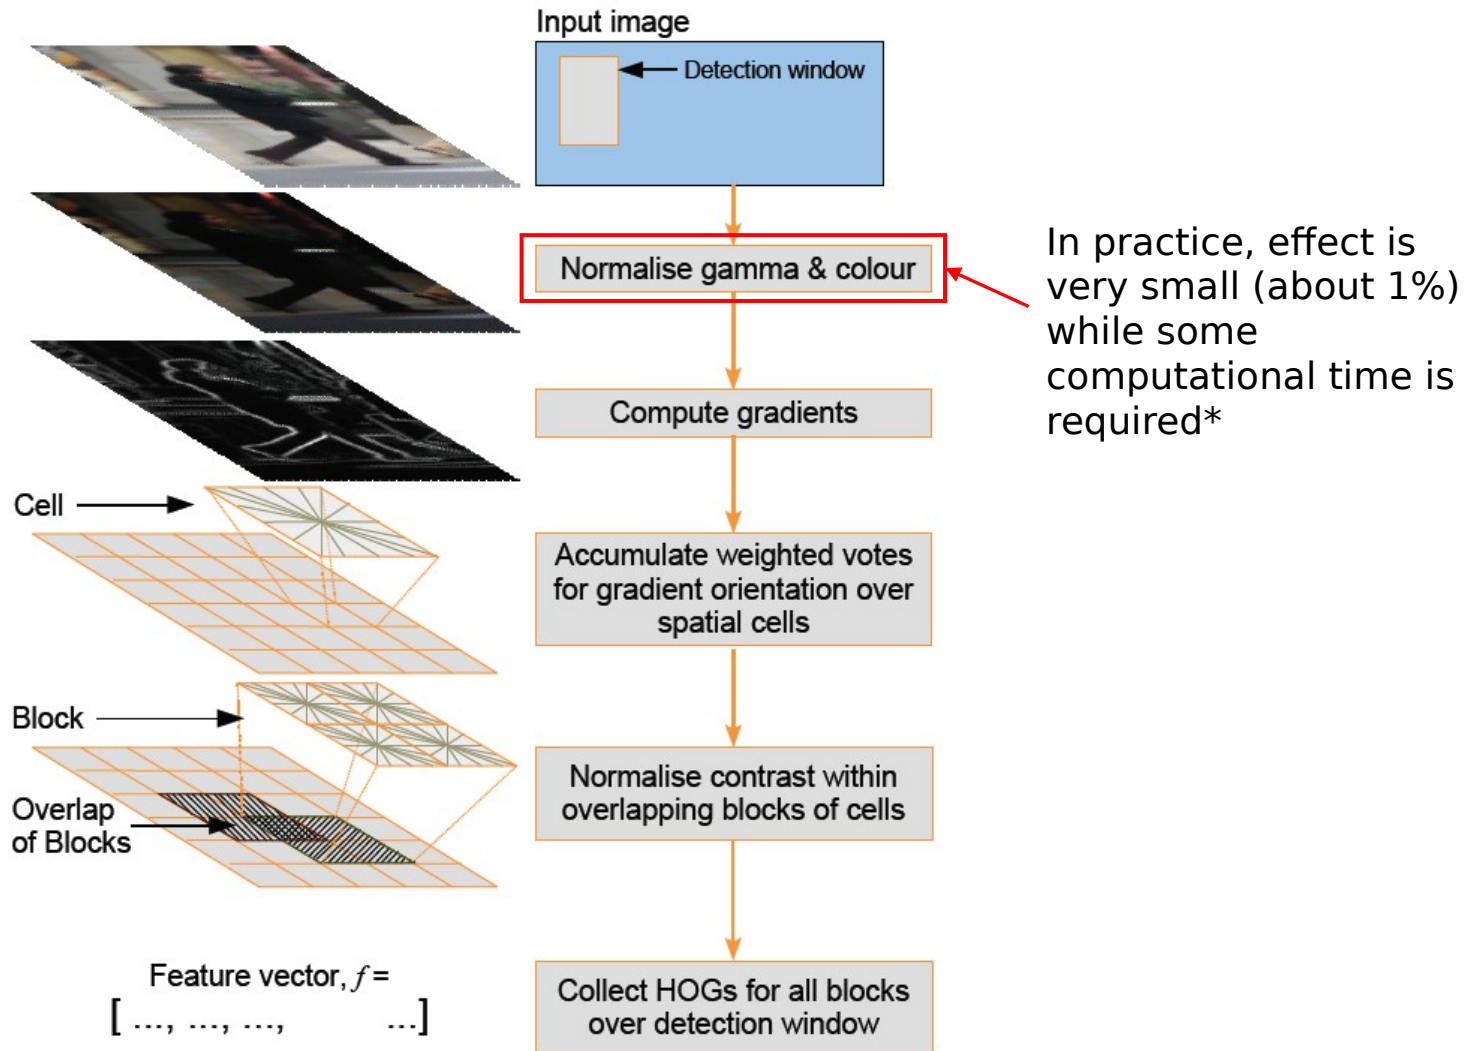 Input image
Detection window
Normalise gamma & colour
In practice, effect is
very small (about 1%)
while some
computational time is
required*
Compute gradients
Cell
Accumulate weighted votes
for gradient orientation over
spatial cells
Block
Normalise contrast within
overlapping blocks of cells
Overlap
of Blocks
Feature vector, f =
[ ..., ..., ..., ...]
Collect HOGs for all blocks
over detection window